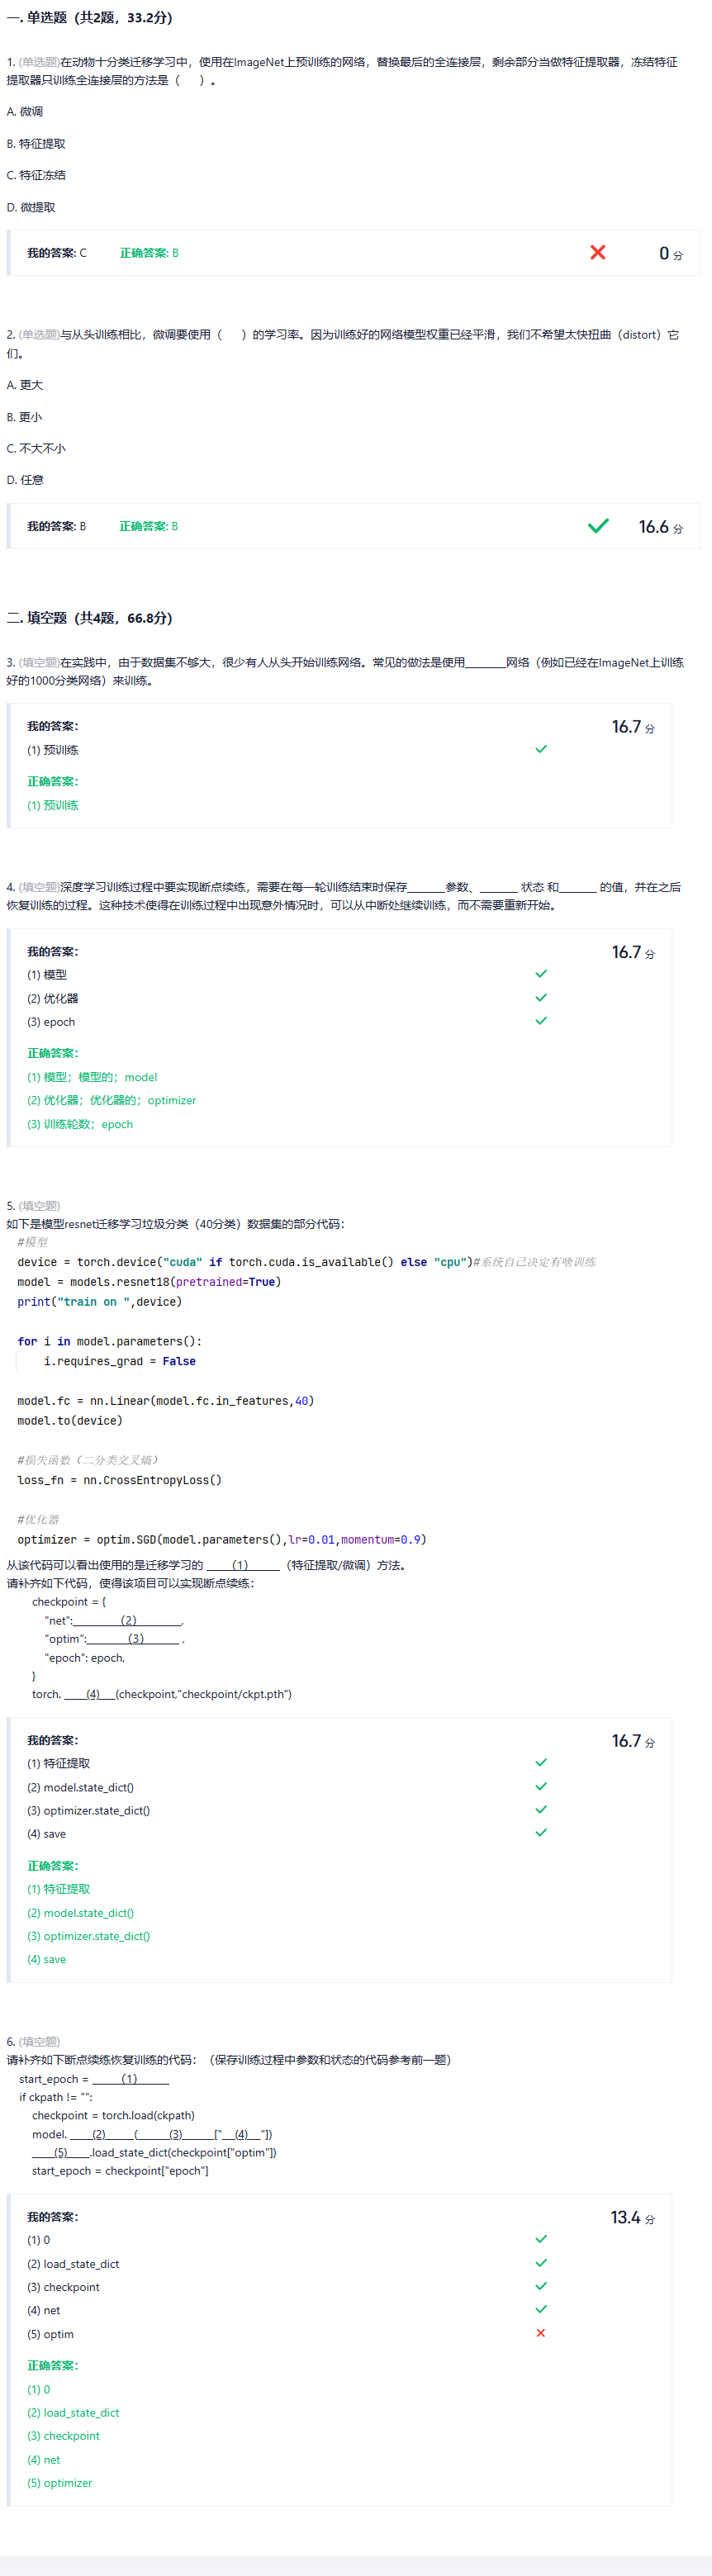 一. 单选题（共2题，33.2分）
1. (单选题)在动物十分类迁移学习中，使用在ImageNet上预训练的网络，替换最后的全连接层，剩余部分当做特征提取器，冻结特征
提取器只训练全连接层的方法是（　　）。
A. 微调
B. 特征提取
C. 特征冻结
D. 微提取
我的答案: C 正确答案: B 0 分
2. (单选题)与从头训练相比，微调要使用（　　）的学习率。因为训练好的网络模型权重已经平滑，我们不希望太快扭曲（distort）它
们。
A. 更大
B. 更小
C. 不大不小
D. 任意
我的答案: B 正确答案: B 16.6 分
二. 填空题（共4题，66.8分）
3. (填空题)在实践中，由于数据集不够大，很少有人从头开始训练网络。常见的做法是使用_______网络（例如已经在ImageNet上训练
好的1000分类网络）来训练。
我的答案: 16.7 分
(1) 预训练
正确答案:
(1) 预训练
4. (填空题)深度学习训练过程中要实现断点续练，需要在每一轮训练结束时保存______参数、______ 状态 和______ 的值，并在之后
恢复训练的过程。这种技术使得在训练过程中出现意外情况时，可以从中断处继续训练，而不需要重新开始。
我的答案: 16.7 分
(1) 模型
(2) 优化器
(3) epoch
正确答案:
(1) 模型；模型的；model
(2) 优化器；优化器的；optimizer
(3) 训练轮数；epoch
5. (填空题)
如下是模型resnet迁移学习垃圾分类（40分类）数据集的部分代码：
#模型
device = torch.device("cuda" if torch.cuda.is_available() else "cpu")#系统自己决定有啥训练
model = models.resnet18(pretrained=True)
print("train on ",device)
for i in model.parameters():
i.requires_grad = False
model.fc = nn.Linear(model.fc.in_features,40)
model.to(device)
#损失函数（二分类交叉熵）
loss_fn = nn.CrossEntropyLoss()
#优化器
optimizer = optim.SGD(model.parameters(),lr=0.01,momentum=0.9)
从该代码可以看出使用的是迁移学习的 ____（1）_____（特征提取/微调）方法。
请补齐如下代码，使得该项目可以实现断点续练：
checkpoint = {
"net":_______（2）_______,
"optim":______（3）______ ,
"epoch": epoch,
}
torch. ____(4)___(checkpoint,"checkpoint/ckpt.pth")
我的答案: 16.7 分
(1) 特征提取
(2) model.state_dict()
(3) optimizer.state_dict()
(4) save
正确答案:
(1) 特征提取
(2) model.state_dict()
(3) optimizer.state_dict()
(4) save
6. (填空题)
请补齐如下断点续练恢复训练的代码：（保存训练过程中参数和状态的代码参考前一题）
start_epoch = ____（1）_____
if ckpath != "":
checkpoint = torch.load(ckpath)
model. ____(2)_____(_____(3)_____["__(4)__"])
____(5)____.load_state_dict(checkpoint["optim"])
start_epoch = checkpoint["epoch"]
我的答案: 13.4 分
(1) 0
(2) load_state_dict
(3) checkpoint
(4) net
(5) optim
正确答案:
(1) 0
(2) load_state_dict
(3) checkpoint
(4) net
(5) optimizer